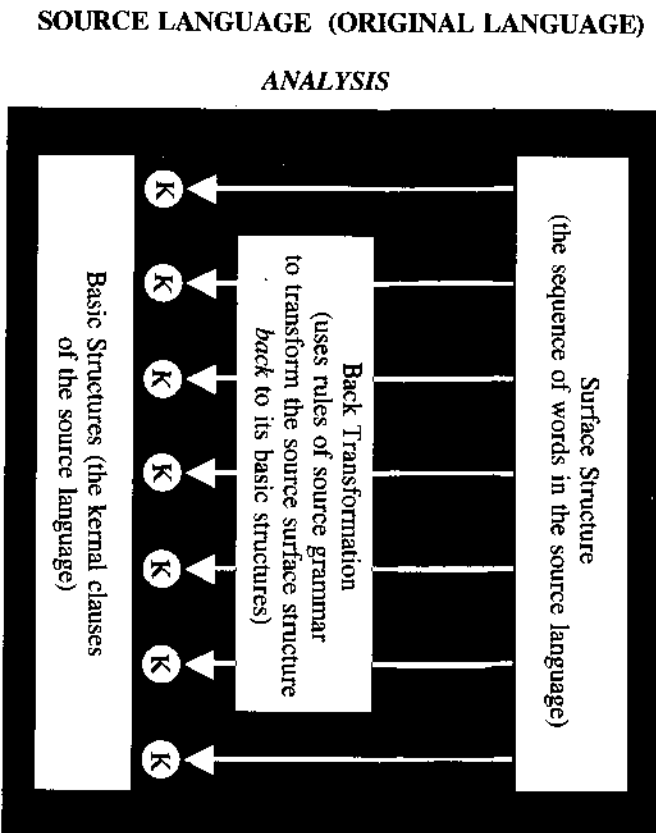 SOURCE LANGUAGE (ORIGINAL LANGUAGE)
ANALYSIS
Surface Structure
(the sequence of words in the source language)
Back Transformation
(uses rules of source grammar
to transform the source surface structure
back to its basic structures)
K
K
K
K
K
K
K
Basic Structures (the kernal clauses
of the source language)